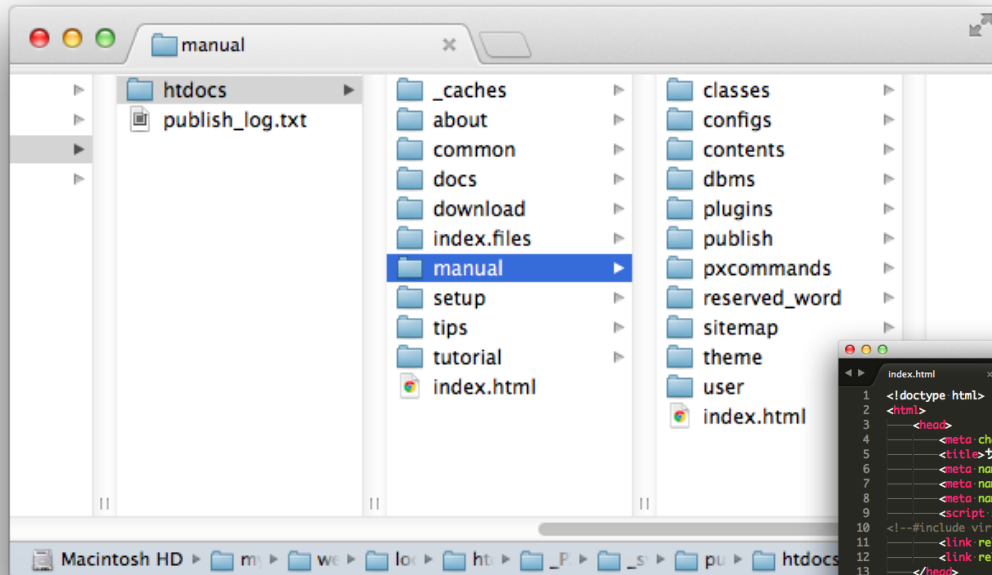 manual
htdocs
publish_log.txt
_caches
about
common
docs
download
index.files
manual
setup
tips
tutorial
index.html
classes
configs
contents
dbms
plugins
publish
pxcommands
reserved_word
sitemap
theme
user
index.html
index.html
1 <!doctype html>
2 <html>
3 <head>
4 <meta
5 <title>サ
6 <meta
7 <meta
8 <meta
9 <script
10 <!--#include
11 <link
12 <link
13 </head>
Macintosh HD
htdocs